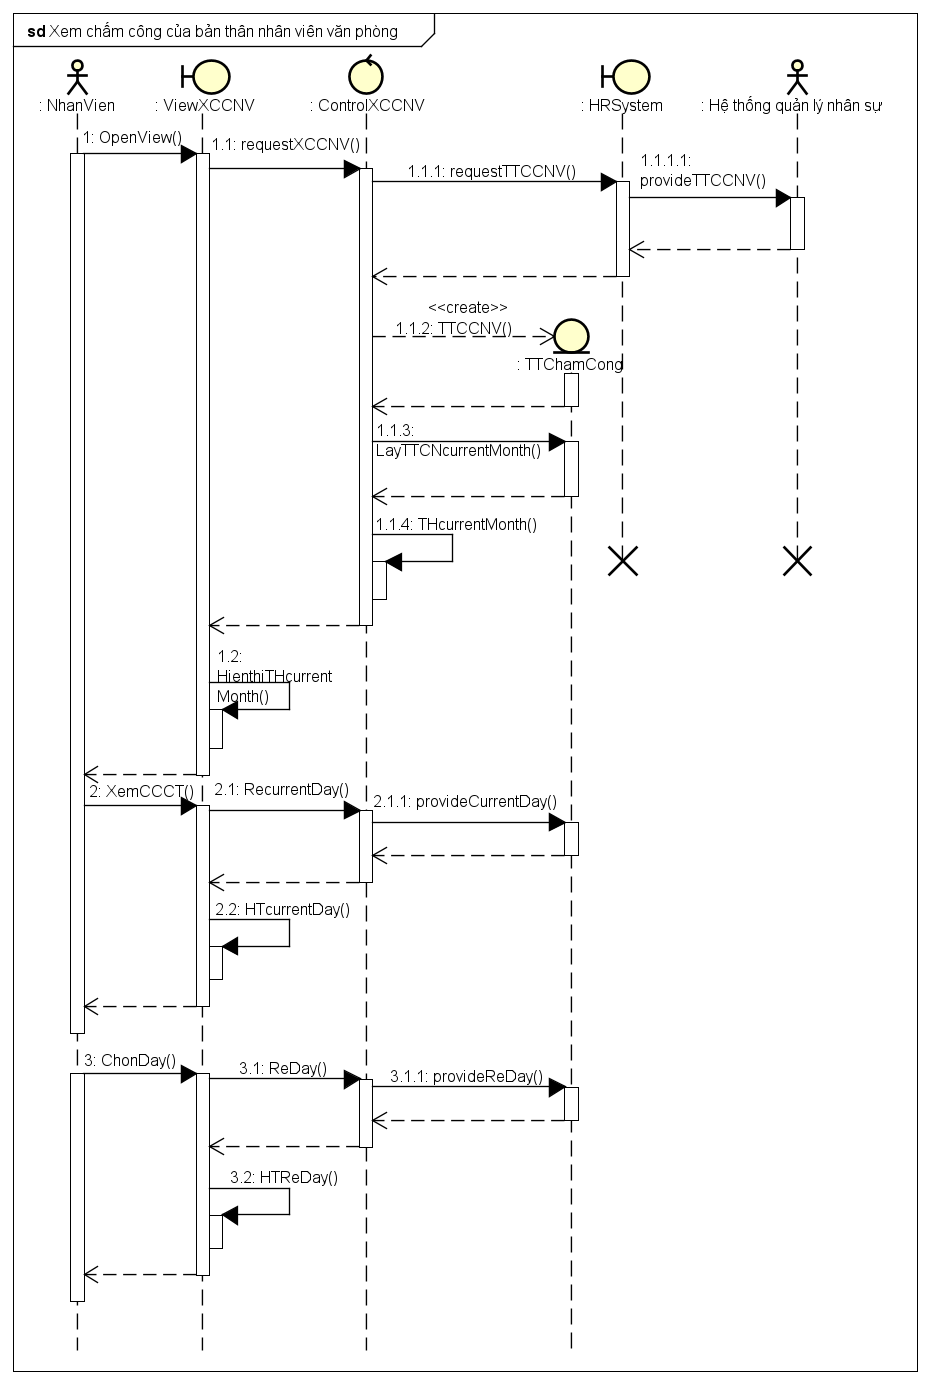 sd Xem chấm công của bản thân nhân viên văn phòng
: NhanVien
: ViewXCCNV
: ControlXCCNV
: HRSystem
: Hệ thống quản lý nhân sự
1: OpenView()
1.1: requestXCCNV()
1.1.1: requestTTCCNV()
1.1.1.1:
provideTTCCNV()
<<create>>
1.1.2: TTCCNV()
: TTChamCong
1.1.3:
LayTTCNcurrentMonth()
1.1.4: THcurrentMonth()
1.2:
HienthiTHcurrent
Month()
2: XemCCCT()
2.1: RecurrentDay()
2.1.1: provideCurrentDay()
2.2: HTcurrentDay()
3: ChonDay()
3.1: ReDay()
3.1.1: provideReDay()
3.2: HTReDay()